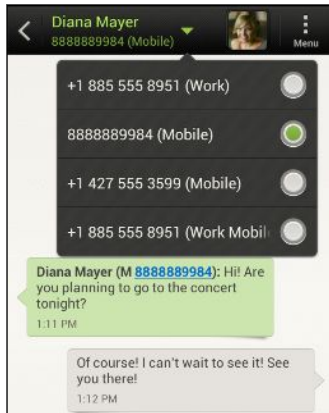 Diana Mayer
8888889984 (Mobile)
Menu
+1 885 555 8951 (Work)
8888889984 (Mobile)
+1 427 555 3599 (Mobile)
+1 885 555 8951 (Work Mobil
Diana Mayer (M 8888889984): Hi! Are
you planning to go to the concert
tonight?
1:11 PM
Of course! I can't wait to see it! See
you there!
1:12 PM